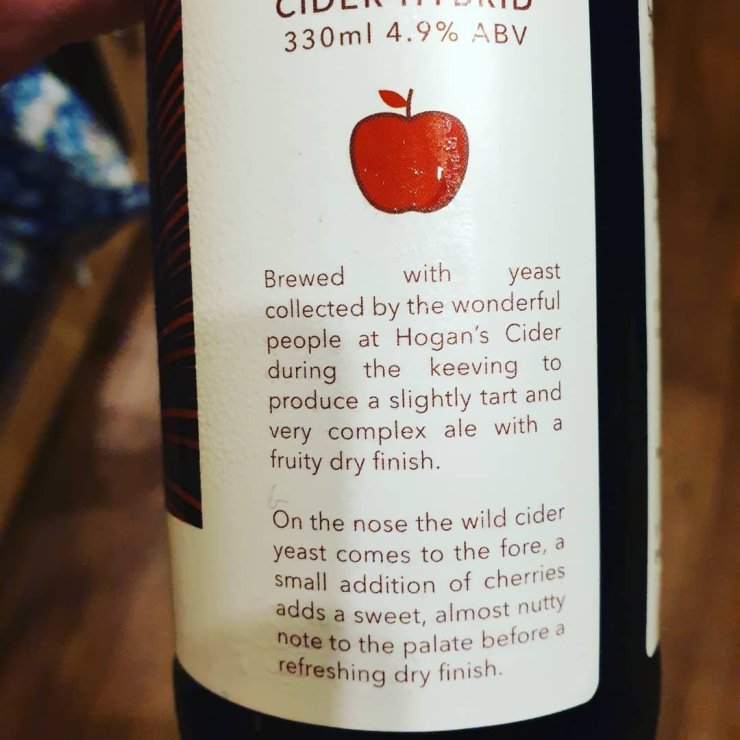 CIDER HYBRID
330ml 4.9% ABV
Brewed with yeast
collected by the wonderful
people at Hogan's Cider
during the keeving to
produce a slightly tart and
very complex ale with a
fruity dry finish.
On the nose the wild cider
yeast comes to the fore, a
small addition of cherries
adds a sweet, almost nutty
note to the palate before a
refreshing dry finish.